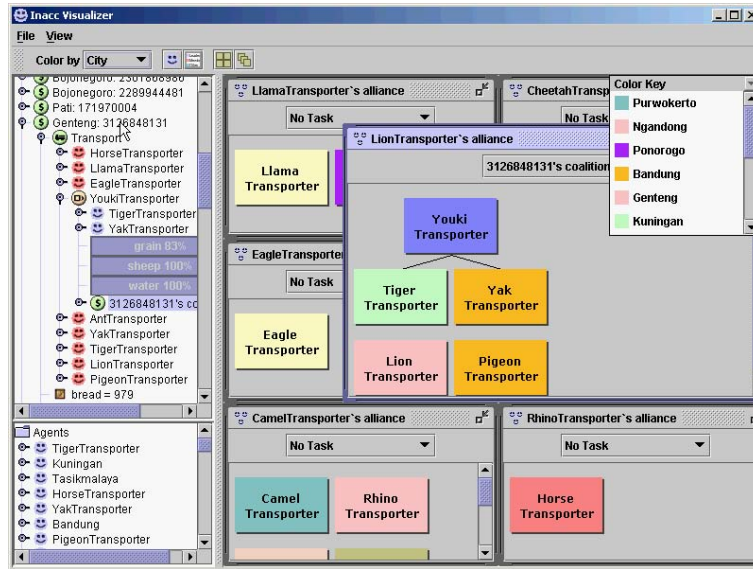 Inacc Visualizer
File View
Color by City
Bojonegoro: 2301868986
Bojonegoro: 2289944481
Pati: 171970004
Genteng: 3126848131
Transport
HorseTransporter
LlamaTransporter
EagleTransporter
YoukiTransporter
TigerTransporter
YakTransporter
grain 83%
sheep 100%
water 100%
3126848131's co
AntTransporter
YakTransporter
TigerTransporter
LionTransporter
PigeonTransporter
bread = 979
Agents
TigerTransporter
Kuningan
Tasikmalaya
HorseTransporter
YakTransporter
Bandung
PigeonTransporter
LlamaTransporter`s alliance
No Task
Llama
Transporter
CheetahTransp
No Task
LionTransporter`s alliance
3126848131's coalition
Youki
Transporter
Tiger
Transporter
Yak
Transporter
Lion
Transporter
Pigeon
Transporter
Color Key
Purwokerto
Ngandong
Ponorogo
Bandung
Genteng
Kuningan
EagleTransporte
No Task
Eagle
Transporter
CamelTransporter`s alliance
No Task
Camel
Transporter
Rhino
Transporter
RhinoTransporter`s alliance
No Task
Horse
Transporter